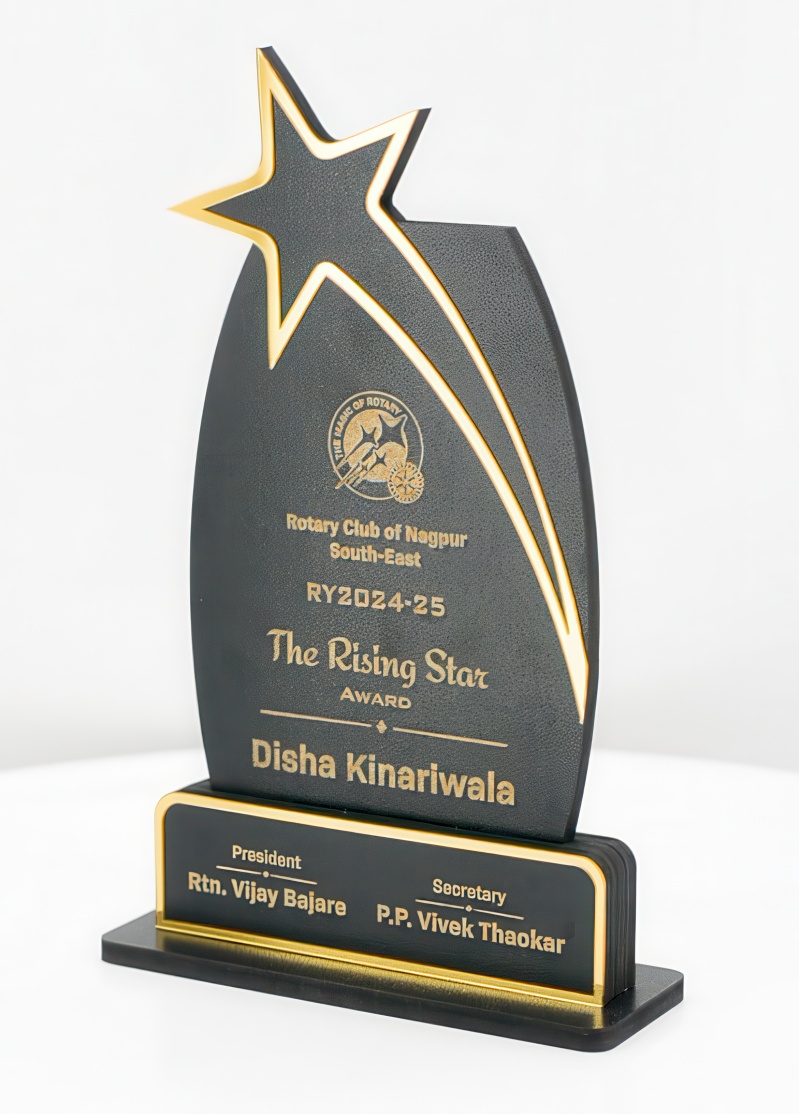 THE MAGIC OF ROTARY
Rotary Club of Nagpur
South-East
RY2024-25
The Rising Star
AWARD
Disha Kinariwala
President
Rtn. Vijay Bajare
Secretary
P.P. Vivek Thaokar